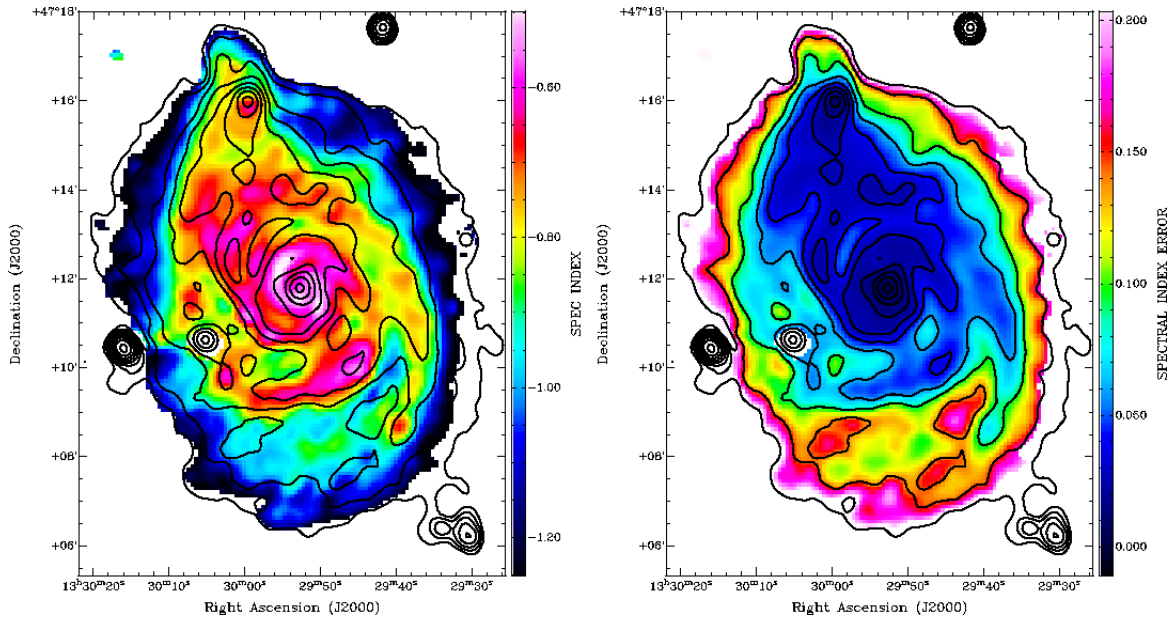 +47°18'
+16'
+14'
+12'
+10'
+08'
+06'
Declination (J2000)
13ʰ30ᵐ20ˢ
30ᵐ10ˢ
30ᵐ00ˢ
29ᵐ50ˢ
29ᵐ40ˢ
29ᵐ30ˢ
Right Ascension (J2000)
−0.60
−0.80
−1.00
−1.20
SPEC INDEX
+47°18'
+16'
+14'
+12'
+10'
+08'
+06'
Declination (J2000)
13ʰ30ᵐ20ˢ
30ᵐ10ˢ
30ᵐ00ˢ
29ᵐ50ˢ
29ᵐ40ˢ
29ᵐ30ˢ
Right Ascension (J2000)
0.200
0.150
0.100
0.050
0.000
SPECTRAL INDEX ERROR